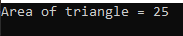 Area of triangle = 25